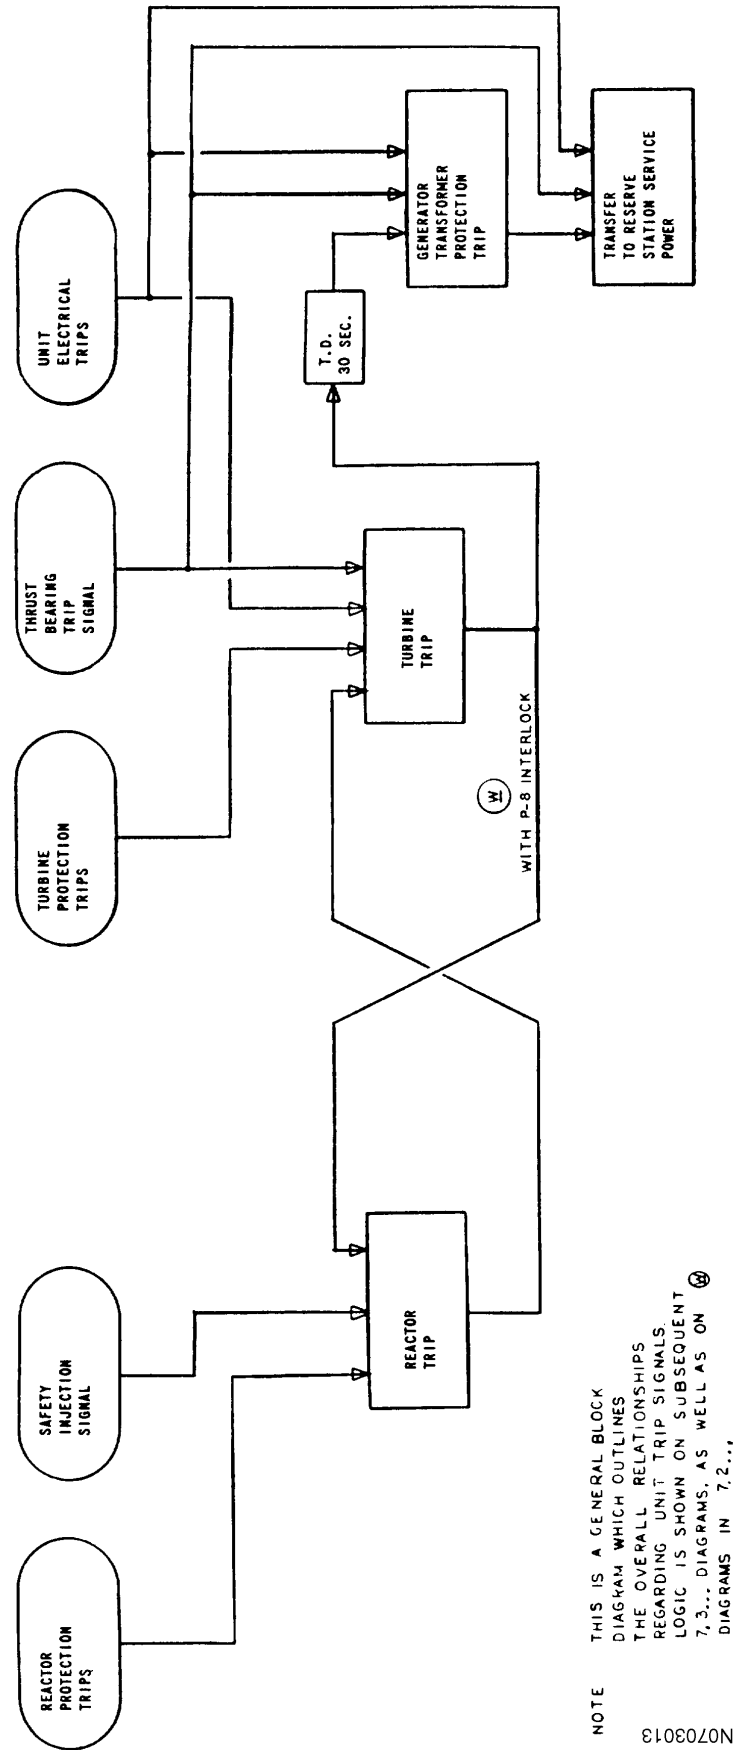 REACTOR
PROTECTION
TRIPS
SAFETY
INJECTION
SIGNAL
TURBINE
PROTECTION
TRIPS
THRUST
BEARING
TRIP
SIGNAL
UNIT
ELECTRICAL
TRIPS
REACTOR
TRIP
TURBINE
TRIP
W
WITH P-8 INTERLOCK
T.D.
30 SEC.
GENERATOR
TRANSFORMER
PROTECTION
TRIP
TRANSFER
TO RESERVE
STATION SERVICE
POWER
NOTE THIS IS A GENERAL BLOCK
DIAGRAM WHICH OUTLINES
THE OVERALL RELATIONSHIPS
REGARDING UNIT TRIP SIGNALS.
LOGIC IS SHOWN ON SUBSEQUENT
7.3... DIAGRAMS, AS WELL AS ON W
DIAGRAMS IN 7.2...,
N0703013